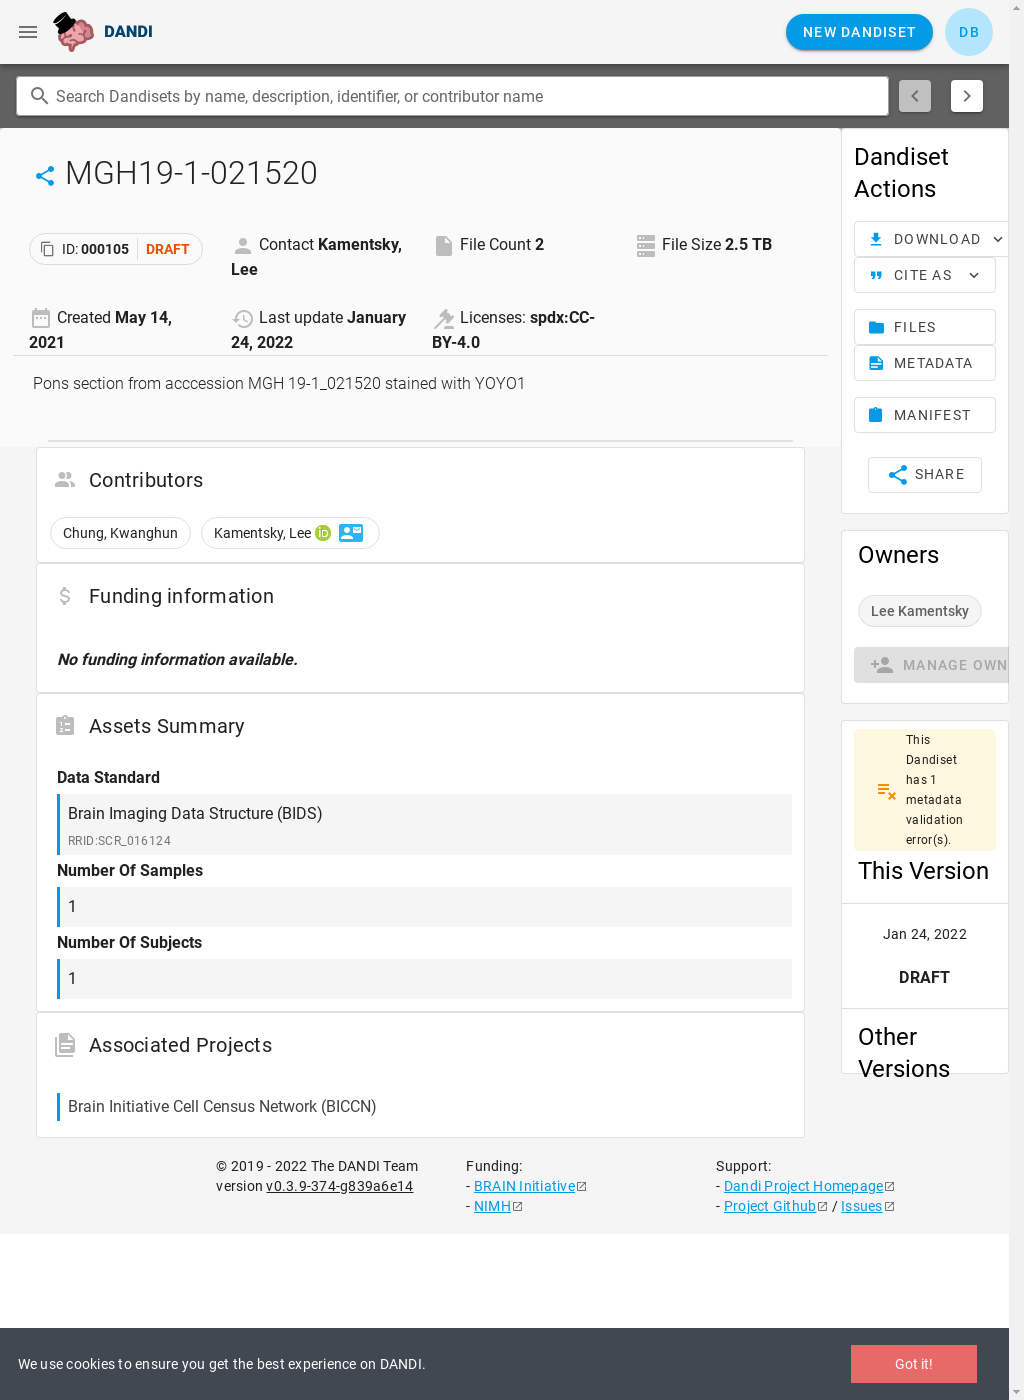 DANDI
NEW DANDISET
DB
Search Dandisets by name, description, identifier, or contributor name
MGH19-1-021520
ID: 000105 DRAFT
Contact Kamentsky,
Lee
File Count 2
File Size 2.5 TB
Created May 14,
2021
Last update January
24, 2022
Licenses: spdx:CC-
BY-4.0
Pons section from acccession MGH 19-1_021520 stained with YOYO1
Contributors
Chung, Kwanghun
Kamentsky, Lee iD
Funding information
No funding information available.
Assets Summary
Data Standard
Brain Imaging Data Structure (BIDS)
RRID:SCR_016124
Number Of Samples
1
Number Of Subjects
1
Associated Projects
Brain Initiative Cell Census Network (BICCN)
Dandiset
Actions
DOWNLOAD
CITE AS
FILES
METADATA
MANIFEST
SHARE
Owners
Lee Kamentsky
MANAGE OWN
This
Dandiset
has 1
metadata
validation
error(s).
This Version
Jan 24, 2022
DRAFT
Other
Versions
© 2019 - 2022 The DANDI Team
version v0.3.9-374-g839a6e14
Funding:
- BRAIN Initiative
- NIMH
Support:
- Dandi Project Homepage
- Project Github / Issues
We use cookies to ensure you get the best experience on DANDI.
Got it!